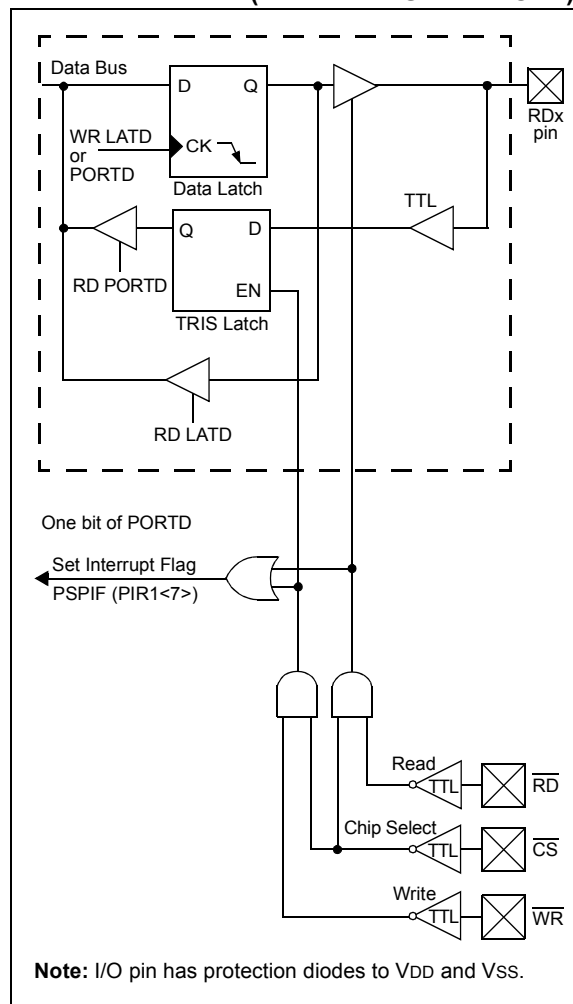 Data Bus
D Q
WR LATD
or
PORTD
CK
Data Latch
RDx
pin
TTL
Q D
RD PORTD
EN
TRIS Latch
RD LATD
One bit of PORTD
Set Interrupt Flag
PSPIF (PIR1<7>)
Read
TTL
RD
Chip Select
TTL
CS
Write
TTL
WR
Note: I/O pin has protection diodes to VDD and VSS.